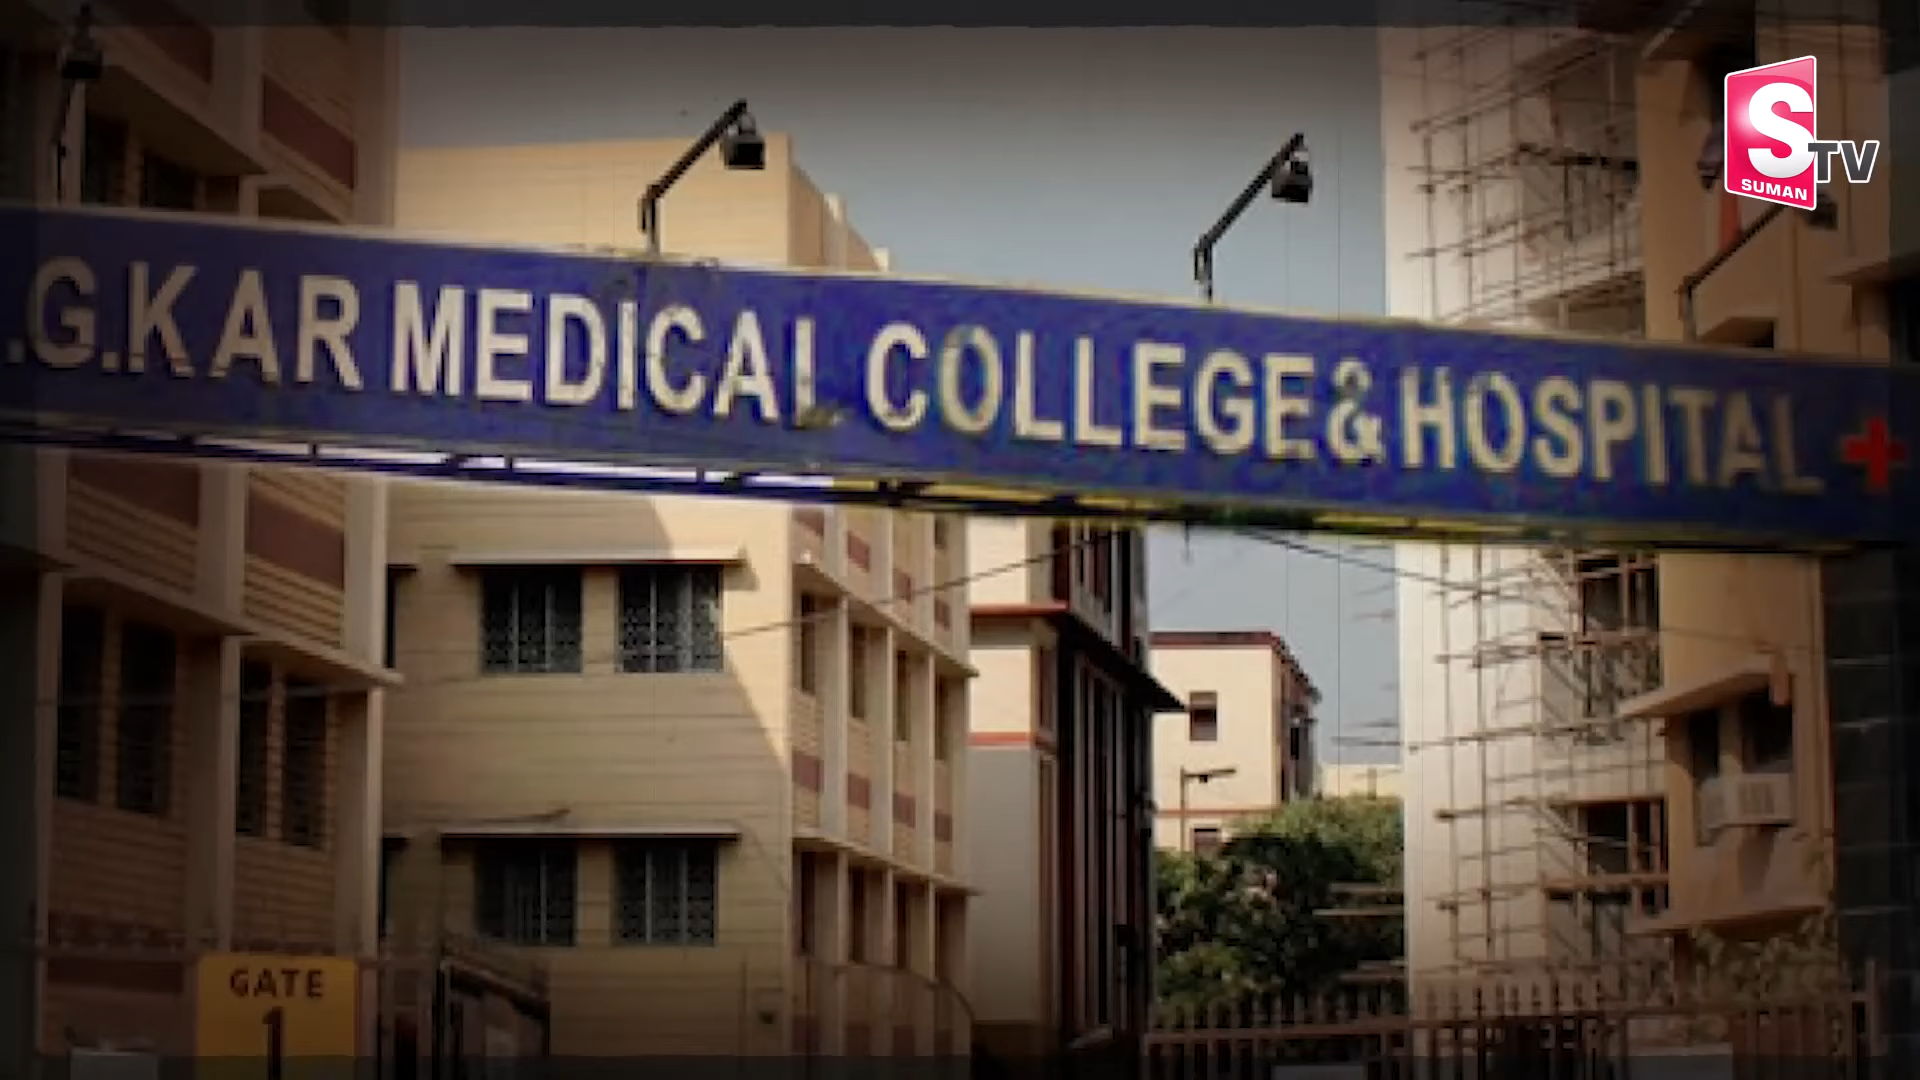 .G.KAR MEDICAL COLLEGE & HOSPITAL
S TV
SUMAN
GATE
1